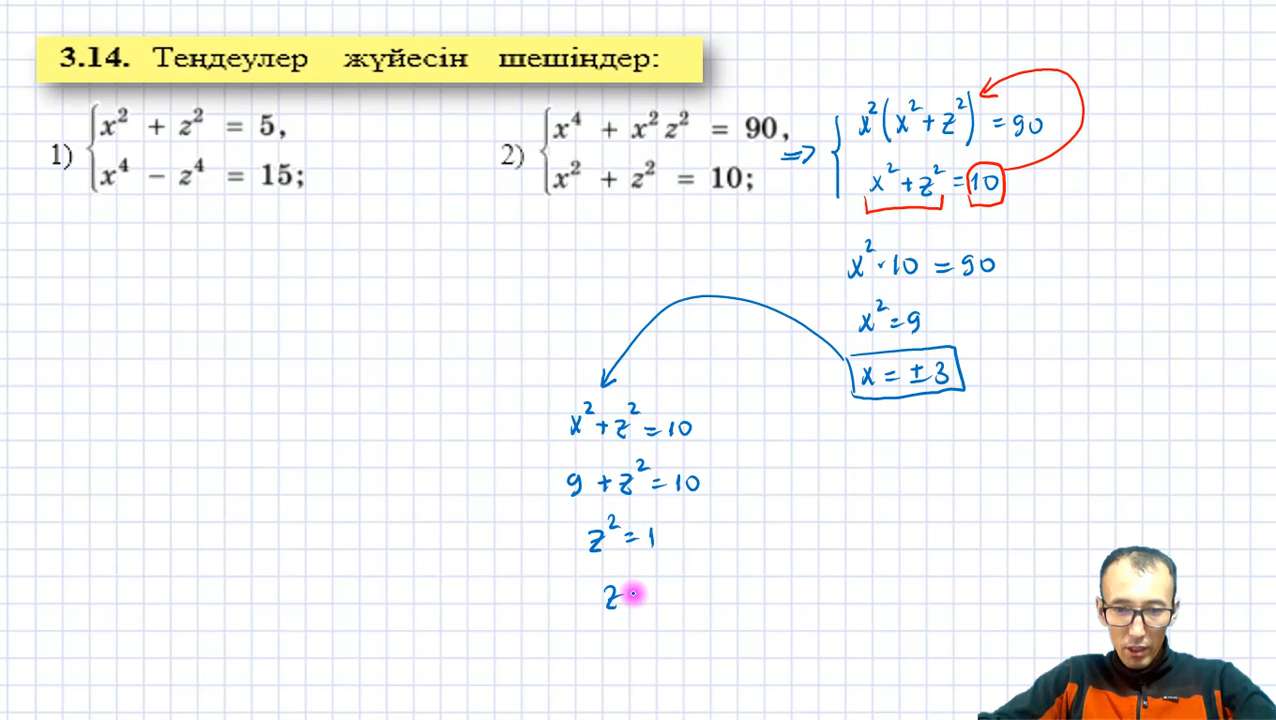 3.14. Теңдеулер жүйесін шешіңдер:
1) { x² + z² = 5,
x⁴ − z⁴ = 15;
2) { x⁴ + x² z² = 90,
x² + z² = 10;
=> { x²(x² + z²) = 90
x² + z² = 10
x² · 10 = 90
x² = 9
x = ± 3
x² + z² = 10
9 + z² = 10
z² = 1
z